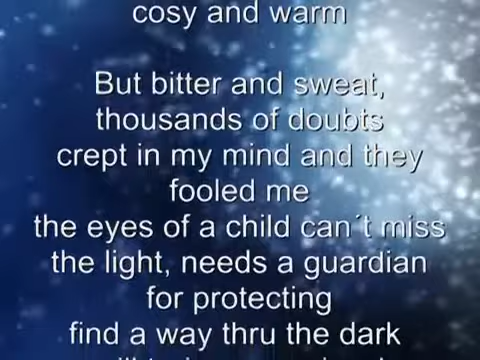 cosy and warm
But bitter and sweat,
thousands of doubts
crept in my mind and they
fooled me
the eyes of a child can´t miss
the light, needs a guardian
for protecting
find a way thru the dark